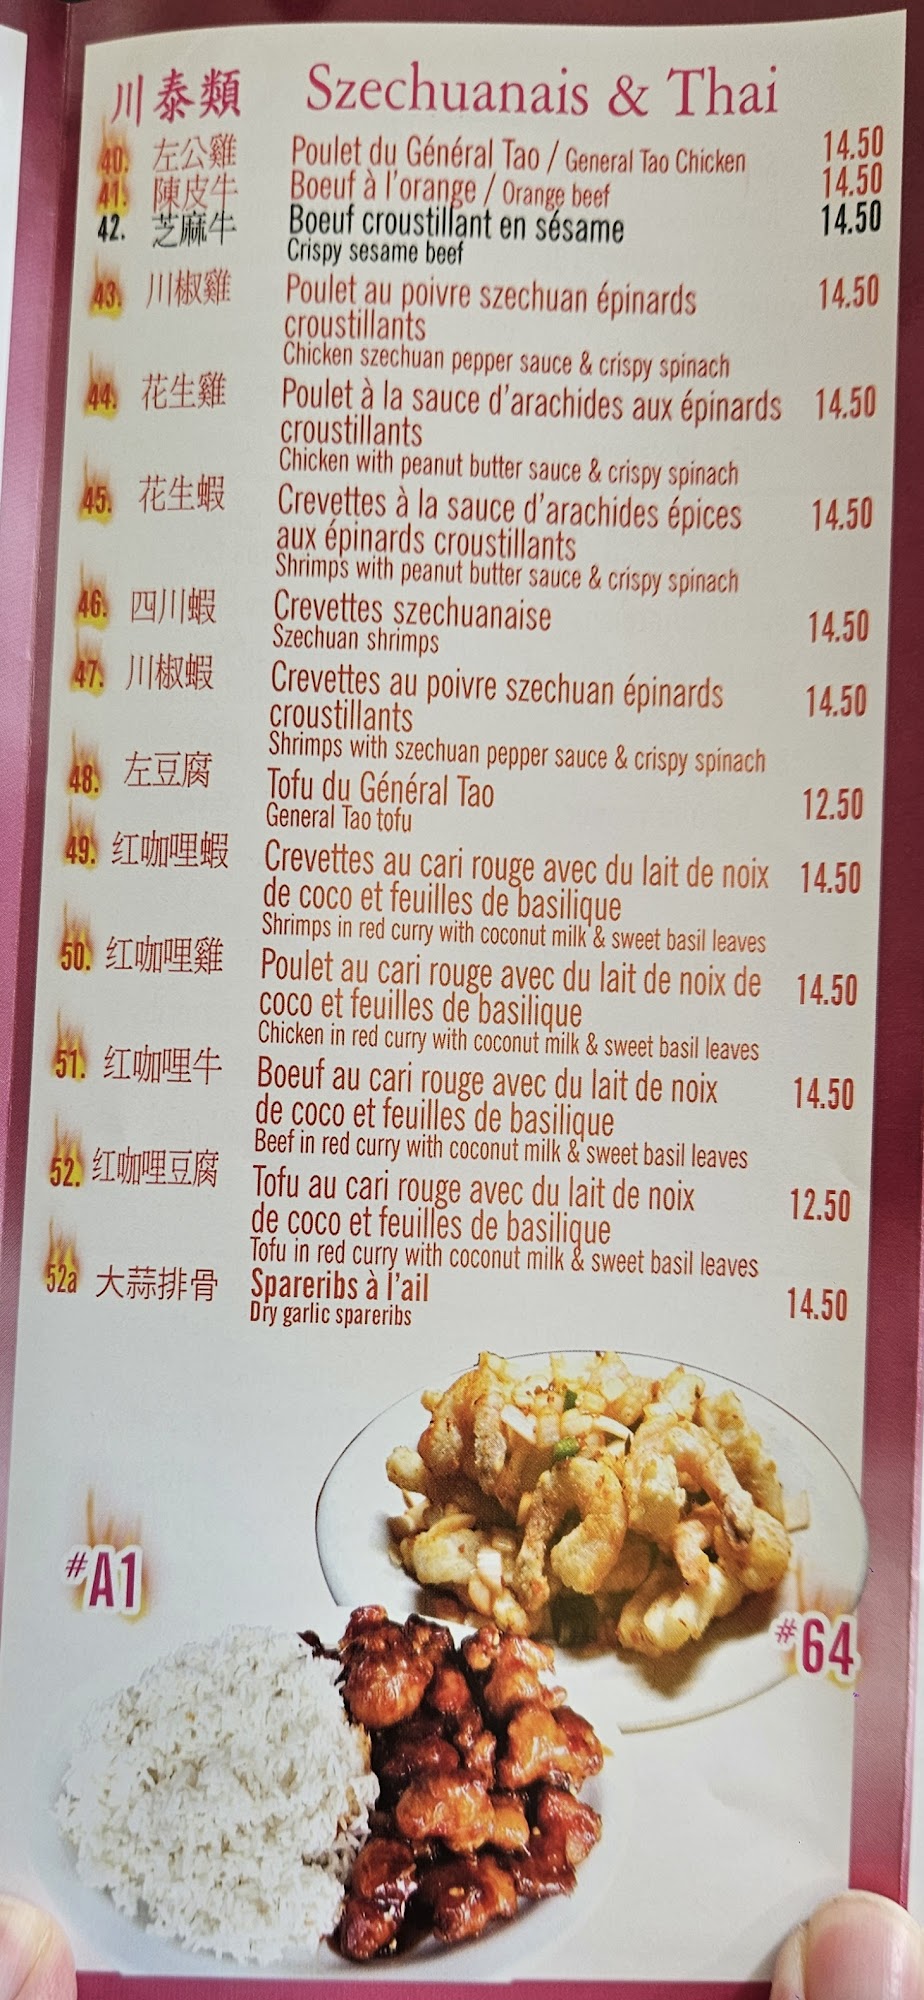 川泰類 Szechuanais & Thai
40. 左公雞 Poulet du Général Tao / General Tao Chicken 14.50
41. 陳皮牛 Boeuf à l'orange / Orange beef 14.50
42. 芝麻牛 Boeuf croustillant en sésame 14.50
Crispy sesame beef
43. 川椒雞 Poulet au poivre szechuan épinards 14.50
croustillants
Chicken szechuan pepper sauce & crispy spinach
44. 花生雞 Poulet à la sauce d'arachides aux épinards 14.50
croustillants
Chicken with peanut butter sauce & crispy spinach
45. 花生蝦 Crevettes à la sauce d'arachides épices 14.50
aux épinards croustillants
Shrimps with peanut butter sauce & crispy spinach
46. 四川蝦 Crevettes szechuanaise 14.50
Szechuan shrimps
47. 川椒蝦 Crevettes au poivre szechuan épinards 14.50
croustillants
Shrimps with szechuan pepper sauce & crispy spinach
48. 左豆腐 Tofu du Général Tao 12.50
General Tao tofu
49. 红咖哩蝦 Crevettes au cari rouge avec du lait de noix 14.50
de coco et feuilles de basilique
Shrimps in red curry with coconut milk & sweet basil leaves
50. 红咖哩雞 Poulet au cari rouge avec du lait de noix de 14.50
coco et feuilles de basilique
Chicken in red curry with coconut milk & sweet basil leaves
51. 红咖哩牛 Boeuf au cari rouge avec du lait de noix 14.50
de coco et feuilles de basilique
Beef in red curry with coconut milk & sweet basil leaves
52. 红咖哩豆腐 Tofu au cari rouge avec du lait de noix 12.50
de coco et feuilles de basilique
Tofu in red curry with coconut milk & sweet basil leaves
52a 大蒜排骨 Spareribs à l'ail 14.50
Dry garlic spareribs
#A1
#64